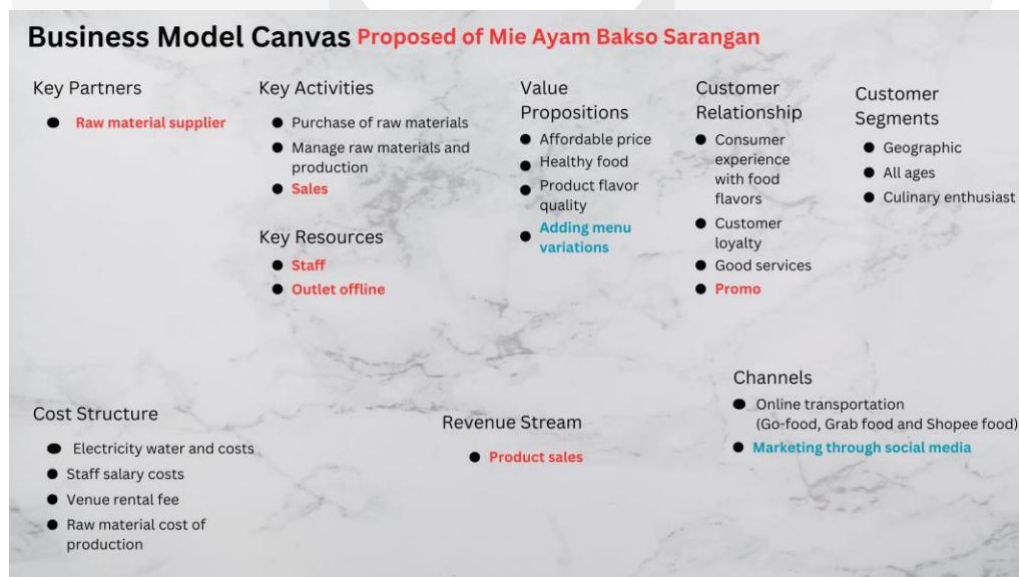 Business Model Canvas Proposed of Mie Ayam Bakso Sarangan
Key Partners
Raw material supplier
Key Activities
Purchase of raw materials
Manage raw materials and
production
Sales
Key Resources
Staff
Outlet offline
Value
Propositions
Affordable price
Healthy food
Product flavor
quality
Adding menu
variations
Customer
Relationship
Consumer
experience
with food
flavors
Customer
loyalty
Good services
Promo
Customer
Segments
Geographic
All ages
Culinary enthusiast
Channels
Online transportation
(Go-food, Grab food and Shopee food)
Marketing through social media
Cost Structure
Electricity water and costs
Staff salary costs
Venue rental fee
Raw material cost of
production
Revenue Stream
Product sales